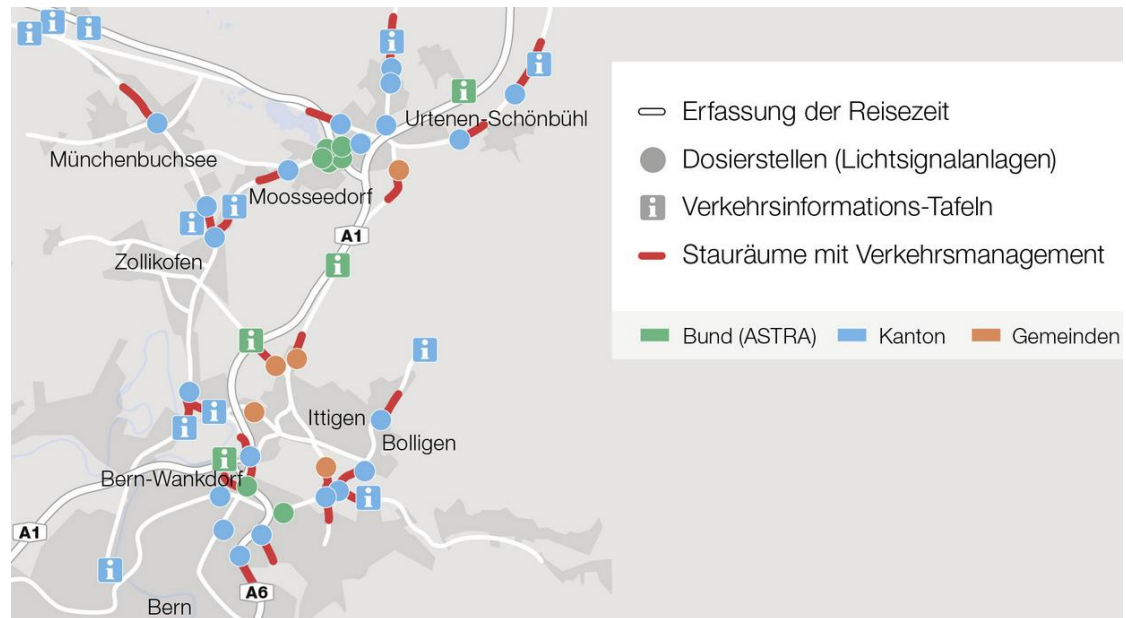 Urtenen-Schönbühl
Münchenbuchsee
Moosseedorf
A1
Zollikofen
Ittigen
Bolligen
Bern-Wankdorf
A1
A6
Bern
Erfassung der Reisezeit
Dosierstellen (Lichtsignalanlagen)
i Verkehrsinformations-Tafeln
Stauräume mit Verkehrsmanagement
Bund (ASTRA) Kanton Gemeinden